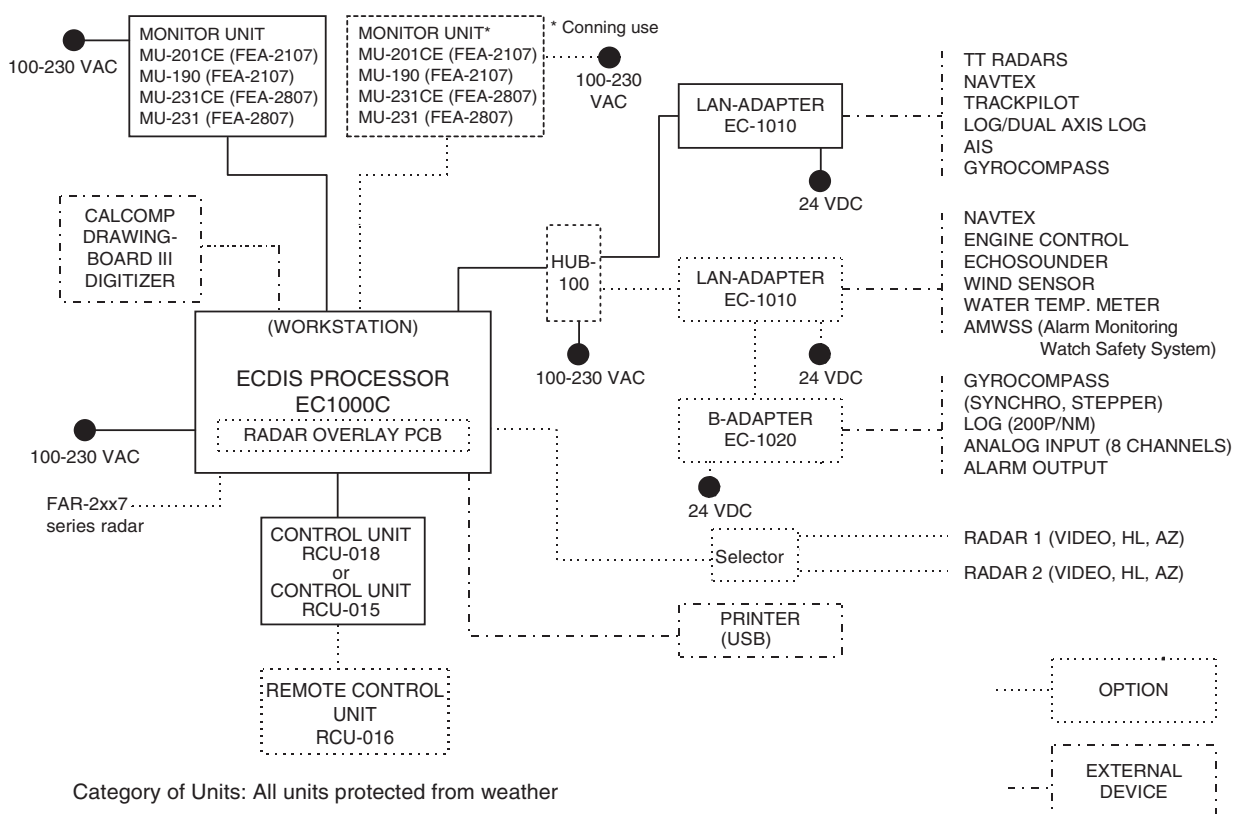 MONITOR UNIT
MU-201CE (FEA-2107)
MU-190 (FEA-2107)
MU-231CE (FEA-2807)
MU-231 (FEA-2807)
100-230 VAC
MONITOR UNIT*
MU-201CE (FEA-2107)
MU-190 (FEA-2107)
MU-231CE (FEA-2807)
MU-231 (FEA-2807)
* Conning use
100-230
VAC
LAN-ADAPTER
EC-1010
24 VDC
TT RADARS
NAVTEX
TRACKPILOT
LOG/DUAL AXIS LOG
AIS
GYROCOMPASS
CALCOMP
DRAWING-
BOARD III
DIGITIZER
HUB-
100
100-230 VAC
LAN-ADAPTER
EC-1010
24 VDC
NAVTEX
ENGINE CONTROL
ECHOSOUNDER
WIND SENSOR
WATER TEMP. METER
AMWSS (Alarm Monitoring
Watch Safety System)
(WORKSTATION)
ECDIS PROCESSOR
EC1000C
RADAR OVERLAY PCB
100-230 VAC
B-ADAPTER
EC-1020
24 VDC
GYROCOMPASS
(SYNCHRO, STEPPER)
LOG (200P/NM)
ANALOG INPUT (8 CHANNELS)
ALARM OUTPUT
FAR-2xx7
series radar
CONTROL UNIT
RCU-018
or
CONTROL UNIT
RCU-015
Selector
RADAR 1 (VIDEO, HL, AZ)
RADAR 2 (VIDEO, HL, AZ)
PRINTER
(USB)
REMOTE CONTROL
UNIT
RCU-016
OPTION
EXTERNAL
DEVICE
Category of Units: All units protected from weather